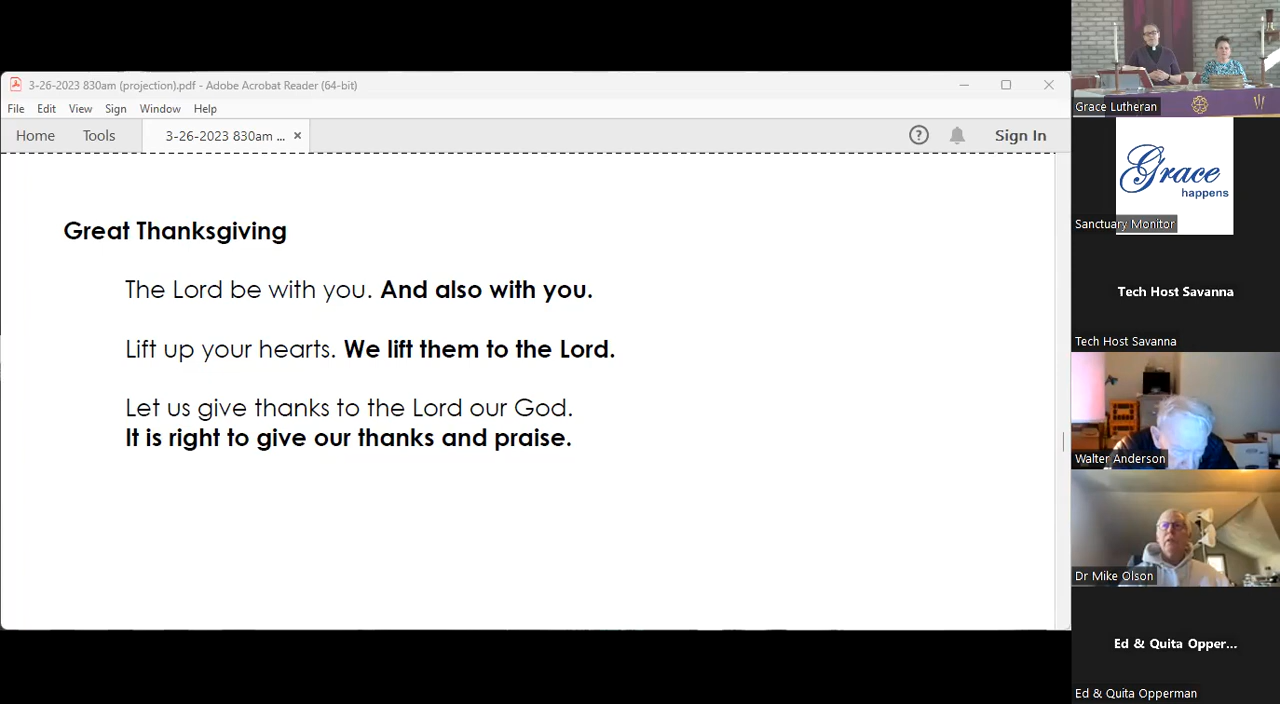 3-26-2023 830am (projection).pdf - Adobe Acrobat Reader (64-bit)
File Edit View Sign Window Help
Home Tools 3-26-2023 830am ... × Sign In
Great Thanksgiving
The Lord be with you. And also with you.
Lift up your hearts. We lift them to the Lord.
Let us give thanks to the Lord our God.
It is right to give our thanks and praise.
Grace Lutheran
Grace
happens
Sanctuary Monitor
Tech Host Savanna
Tech Host Savanna
Walter Anderson
Dr Mike Olson
Ed & Quita Opper...
Ed & Quita Opperman